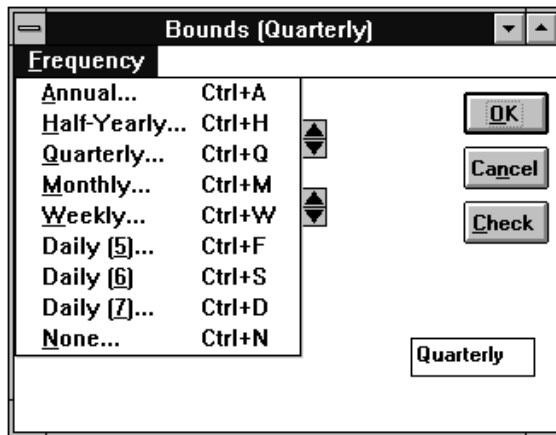 Bounds (Quarterly)
Frequency
Annual... Ctrl+A
Half-Yearly... Ctrl+H
Quarterly... Ctrl+Q
Monthly... Ctrl+M
Weekly... Ctrl+W
Daily (5)... Ctrl+F
Daily (6) Ctrl+S
Daily (7)... Ctrl+D
None... Ctrl+N
OK
Cancel
Check
Quarterly